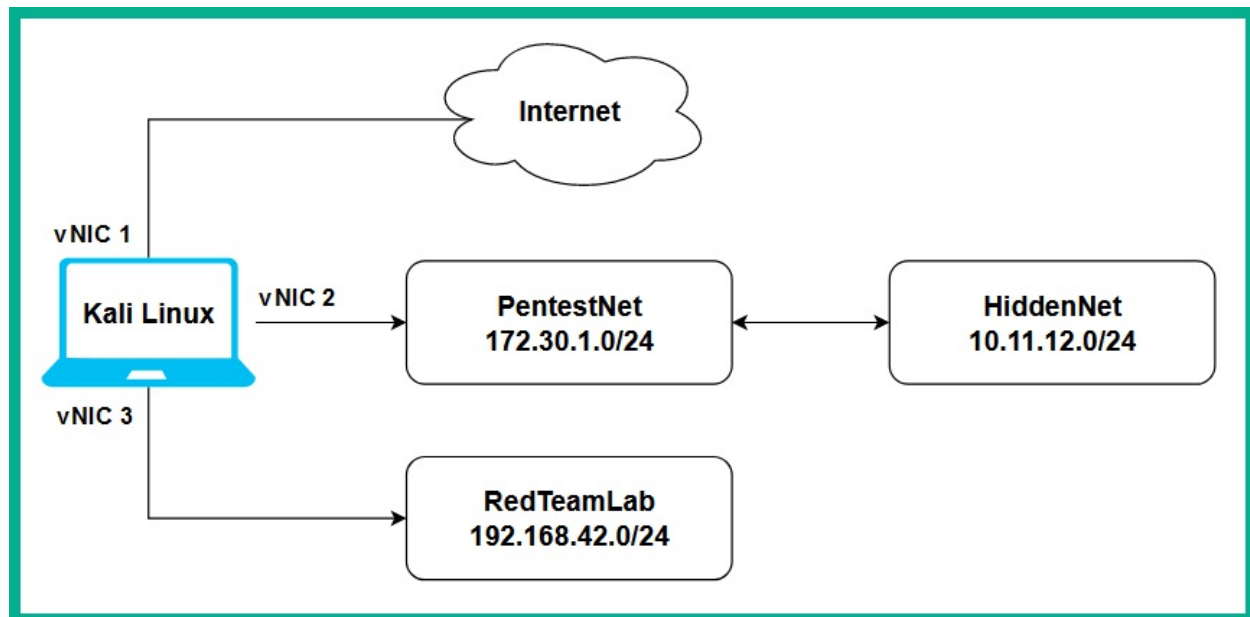 Internet
vNIC 1
Kali Linux
vNIC 2
PentestNet
172.30.1.0/24
HiddenNet
10.11.12.0/24
vNIC 3
RedTeamLab
192.168.42.0/24